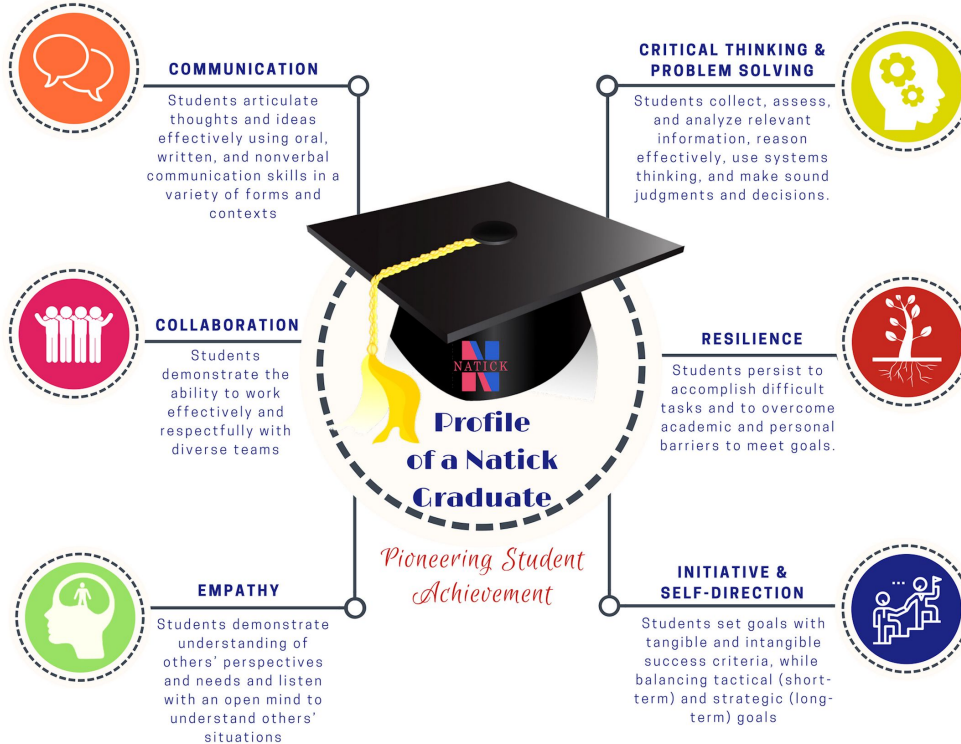 COMMUNICATION
Students articulate
thoughts and ideas
effectively using oral,
written, and nonverbal
communication skills in a
variety of forms and
contexts
CRITICAL THINKING &
PROBLEM SOLVING
Students collect, assess,
and analyze relevant
information, reason
effectively, use systems
thinking, and make sound
judgments and decisions.
COLLABORATION
Students
demonstrate the
ability to work
effectively and
respectfully with
diverse teams
RESILIENCE
Students persist to
accomplish difficult
tasks and to overcome
academic and personal
barriers to meet goals.
NATICK
Profile
of a Natick
Graduate
Pioneering Student
Achievement
EMPATHY
Students demonstrate
understanding of
others' perspectives
and needs and listen
with an open mind to
understand others'
situations
INITIATIVE &
SELF-DIRECTION
Students set goals with
tangible and intangible
success criteria, while
balancing tactical (short-
term) and strategic (long-
term) goals